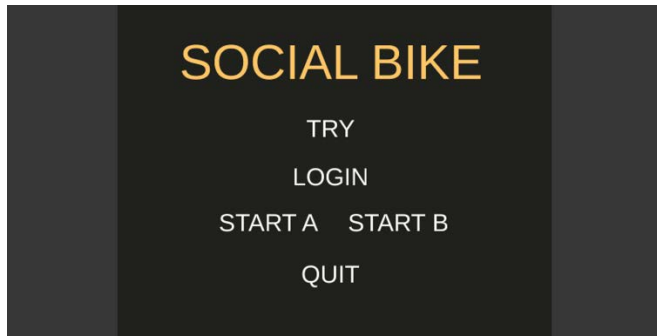 SOCIAL BIKE
TRY
LOGIN
START A START B
QUIT